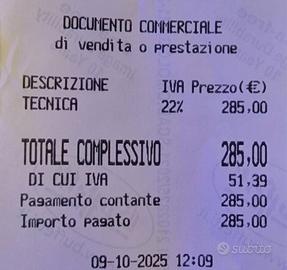 DOCUMENTO COMMERCIALE
di vendita o prestazione
DESCRIZIONE IVA Prezzo(€)
TECNICA 22% 285,00
TOTALE COMPLESSIVO 285,00
DI CUI IVA 51,39
Pagamento contante 285,00
Importo pagato 285,00
subito
09-10-2025 12:09